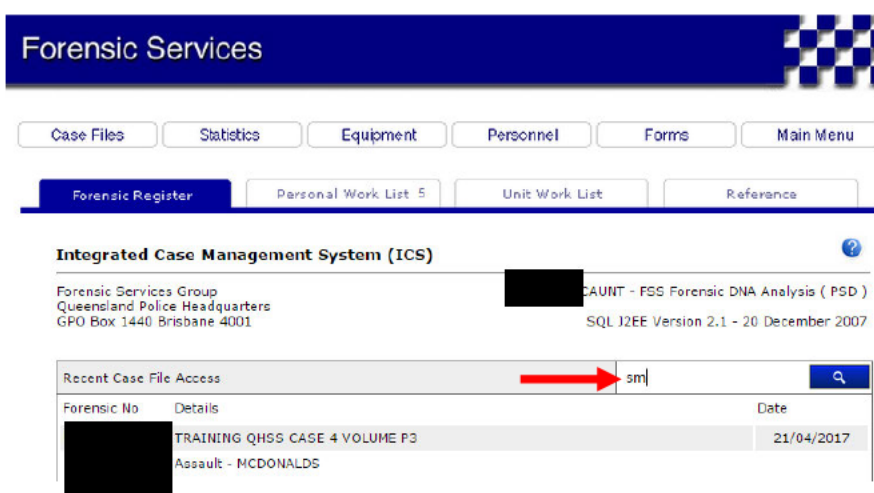 Forensic Services
Case Files Statistics Equipment Personnel Forms Main Menu
Forensic Register Personal Work List 5 Unit Work List Reference
Integrated Case Management System (ICS) ?
Forensic Services Group
CAUNT - FSS Forensic DNA Analysis ( PSD )
Queensland Police Headquarters
GPO Box 1440 Brisbane 4001 SQL J2EE Version 2.1 - 20 December 2007
Recent Case File Access sm
Forensic No Details Date
TRAINING QHSS CASE 4 VOLUME P3 21/04/2017
Assault - MCDONALDS